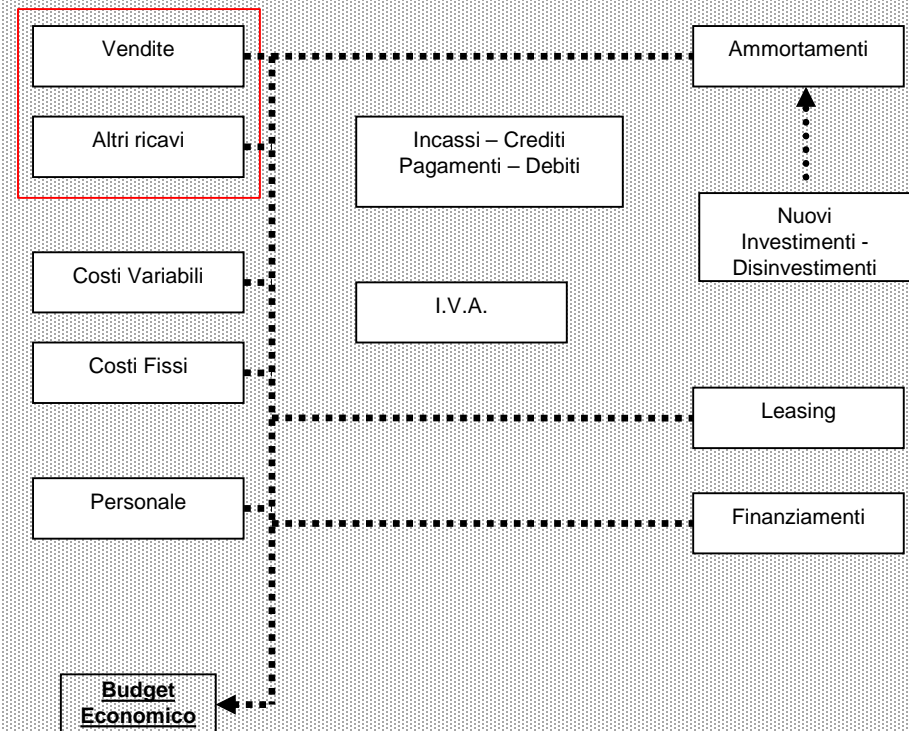 Vendite
Ammortamenti
Altri ricavi
Incassi – Crediti
Pagamenti – Debiti
Nuovi
Investimenti -
Disinvestimenti
Costi Variabili
I.V.A.
Costi Fissi
Leasing
Personale
Finanziamenti
Budget
Economico